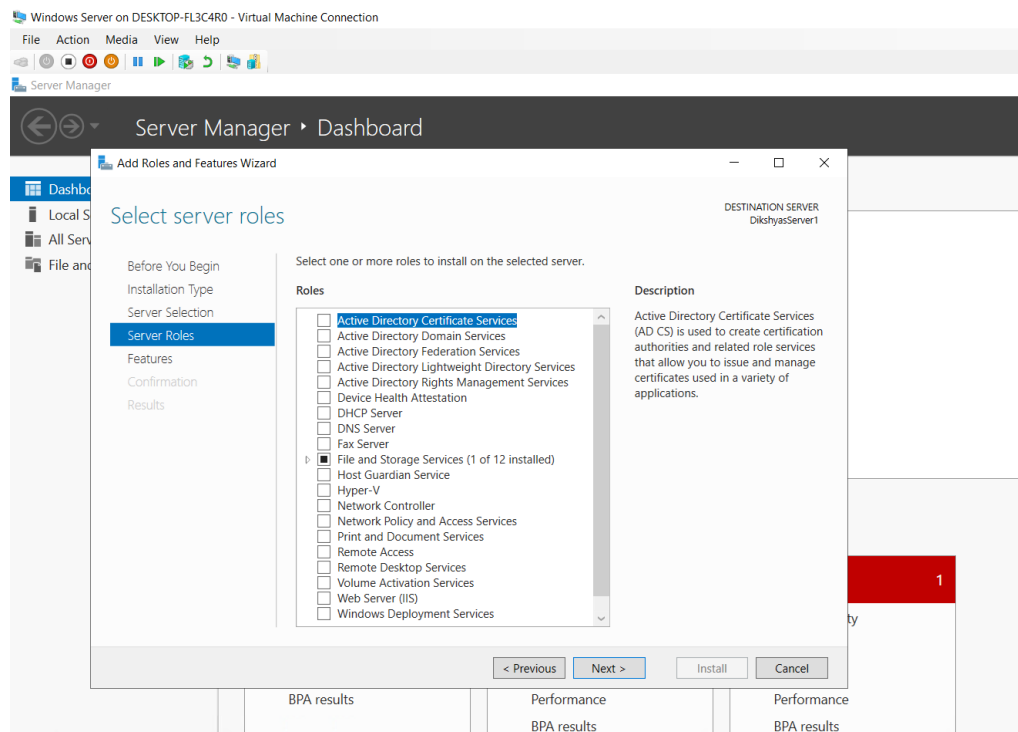 Windows Server on DESKTOP-FL3C4R0 - Virtual Machine Connection
File Action Media View Help
Server Manager
Server Manager • Dashboard
Add Roles and Features Wizard
Dashbo
Local S
All Serv
File and
Select server roles
DESTINATION SERVER
DikshyasServer1
Before You Begin
Installation Type
Server Selection
Server Roles
Features
Confirmation
Results
Select one or more roles to install on the selected server.
Roles
Active Directory Certificate Services
Active Directory Domain Services
Active Directory Federation Services
Active Directory Lightweight Directory Services
Active Directory Rights Management Services
Device Health Attestation
DHCP Server
DNS Server
Fax Server
File and Storage Services (1 of 12 installed)
Host Guardian Service
Hyper-V
Network Controller
Network Policy and Access Services
Print and Document Services
Remote Access
Remote Desktop Services
Volume Activation Services
Web Server (IIS)
Windows Deployment Services
Description
Active Directory Certificate Services
(AD CS) is used to create certification
authorities and related role services
that allow you to issue and manage
certificates used in a variety of
applications.
1
ty
< Previous
Next >
Install
Cancel
BPA results
Performance
BPA results
Performance
BPA results